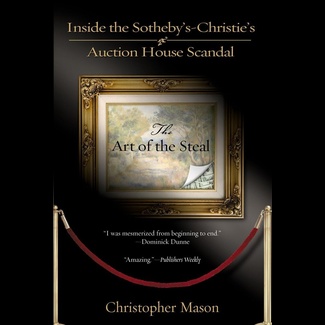 Inside the Sotheby's-Christie's
Auction House Scandal
The
Art of the Steal
"I was mesmerized from beginning to end."
—Dominick Dunne
"Amazing."—Publishers Weekly
Christopher Mason